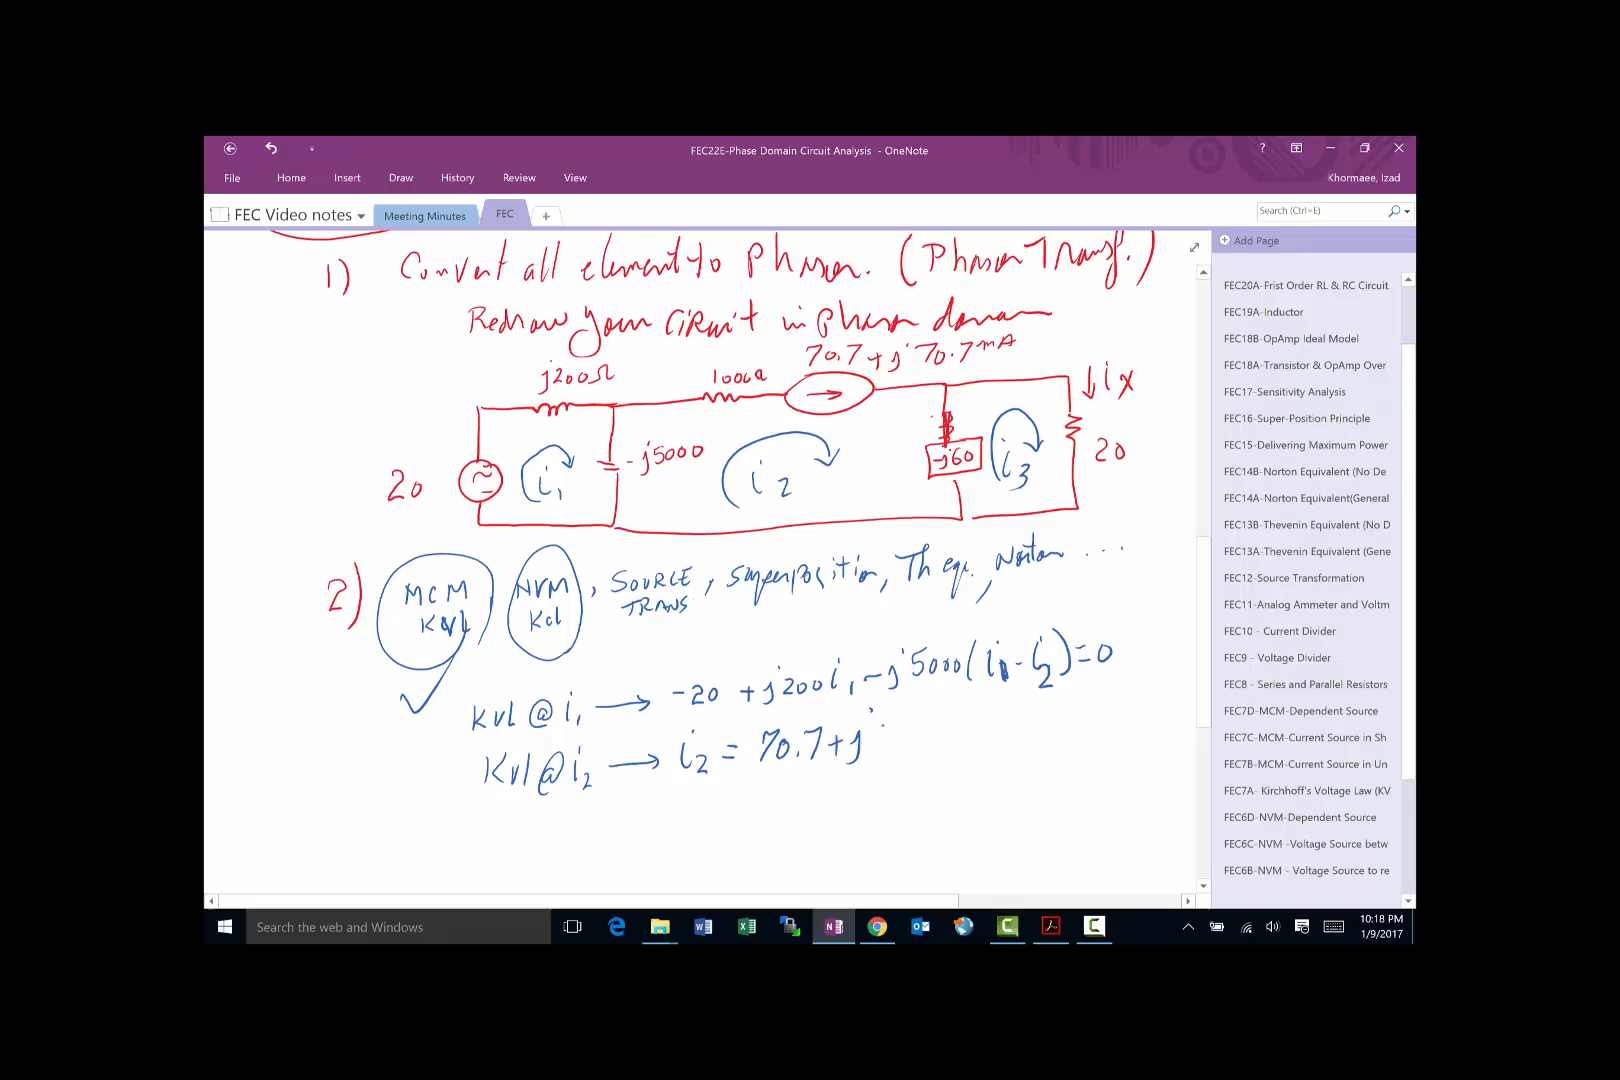 FEC22E-Phase Domain Circuit Analysis - OneNote
?
File Home Insert Draw History Review View
Khormaee, Izad
FEC Video notes Meeting Minutes FEC +
Search (Ctrl+E)
Add Page
1) Convert all element to Phasor. (Phasor Transf.)
Redraw your circuit in phasor domain
70.7 + j 70.7 mA
j200Ω
1000Ω
ix
20
i1
-j5000
i2
-j60
i3
20
2) MCM KVL
NVM KCL
, SOURCE TRANS , superposition, Th equ., Norton ...
KVL @ i1 → -20 + j200i1 - j5000(i1 - i2) = 0
KVL @ i2 → i2 = 70.7 + j
FEC20A-Frist Order RL & RC Circuit
FEC19A-Inductor
FEC18B-OpAmp Ideal Model
FEC18A-Transistor & OpAmp Over
FEC17-Sensitivity Analysis
FEC16-Super-Position Principle
FEC15-Delivering Maximum Power
FEC14B-Norton Equivalent (No De
FEC14A-Norton Equivalent(General
FEC13B-Thevenin Equivalent (No D
FEC13A-Thevenin Equivalent (Gene
FEC12-Source Transformation
FEC11-Analog Ammeter and Voltm
FEC10 - Current Divider
FEC9 - Voltage Divider
FEC8 - Series and Parallel Resistors
FEC7D-MCM-Dependent Source
FEC7C-MCM-Current Source in Sh
FEC7B-MCM-Current Source in Un
FEC7A- Kirchhoff's Voltage Law (KV
FEC6D-NVM-Dependent Source
FEC6C-NVM -Voltage Source betw
FEC6B-NVM - Voltage Source to re
Search the web and Windows
10:18 PM
1/9/2017